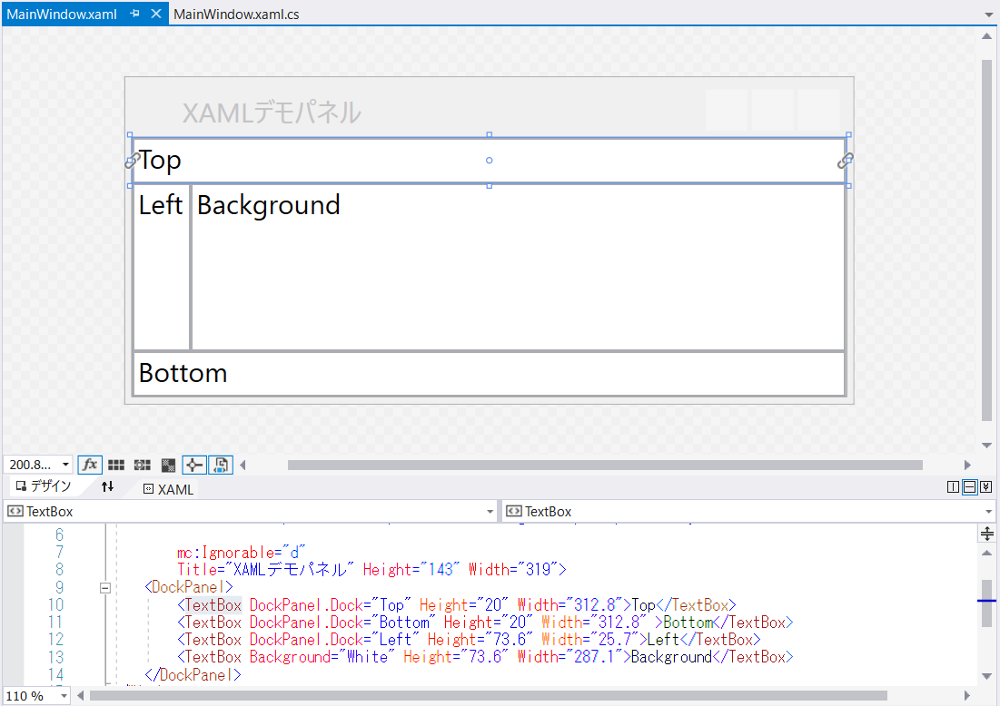 MainWindow.xaml MainWindow.xaml.cs
XAMLデモパネル
Top
Left Background
Bottom
200.8... fx
デザイン XAML
TextBox TextBox
6
7 mc:Ignorable="d"
8 Title="XAMLデモパネル" Height="143" Width="319">
9 <DockPanel>
10 <TextBox DockPanel.Dock="Top" Height="20" Width="312.8">Top</TextBox>
11 <TextBox DockPanel.Dock="Bottom" Height="20" Width="312.8" >Bottom</TextBox>
12 <TextBox DockPanel.Dock="Left" Height="73.6" Width="25.7">Left</TextBox>
13 <TextBox Background="White" Height="73.6" Width="287.1">Background</TextBox>
14 </DockPanel>
110 %